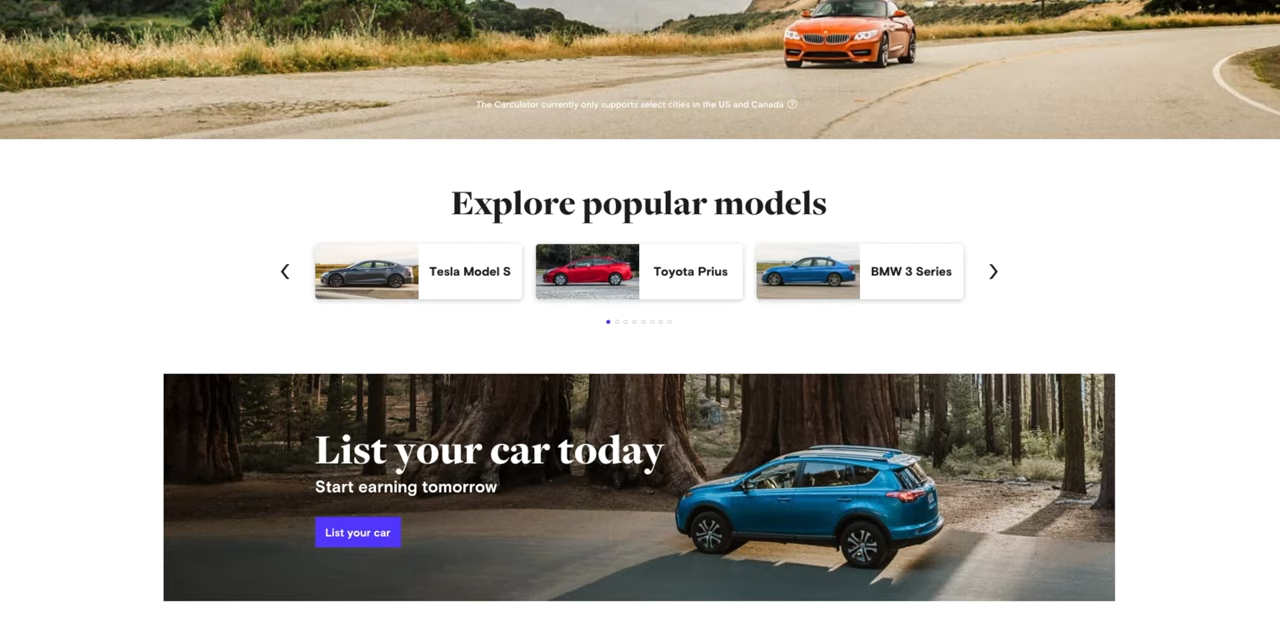 The Carculator currently only supports select cities in the US and Canada ?
Explore popular models
Tesla Model S
Toyota Prius
BMW 3 Series
List your car today
Start earning tomorrow
List your car